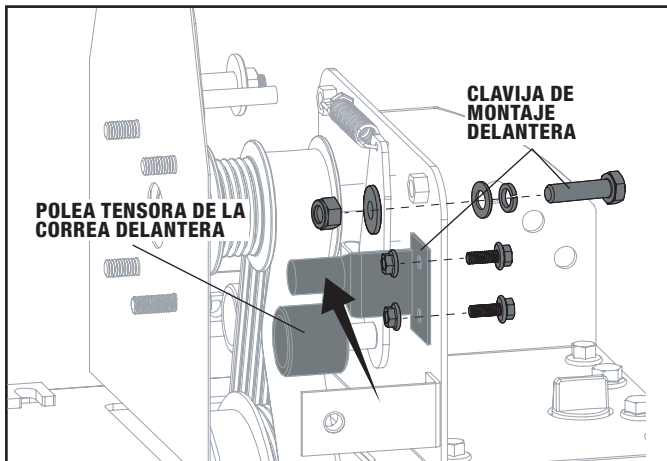 CLAVIJA DE
MONTAJE
DELANTERA
POLEA TENSORA DE LA
CORREA DELANTERA